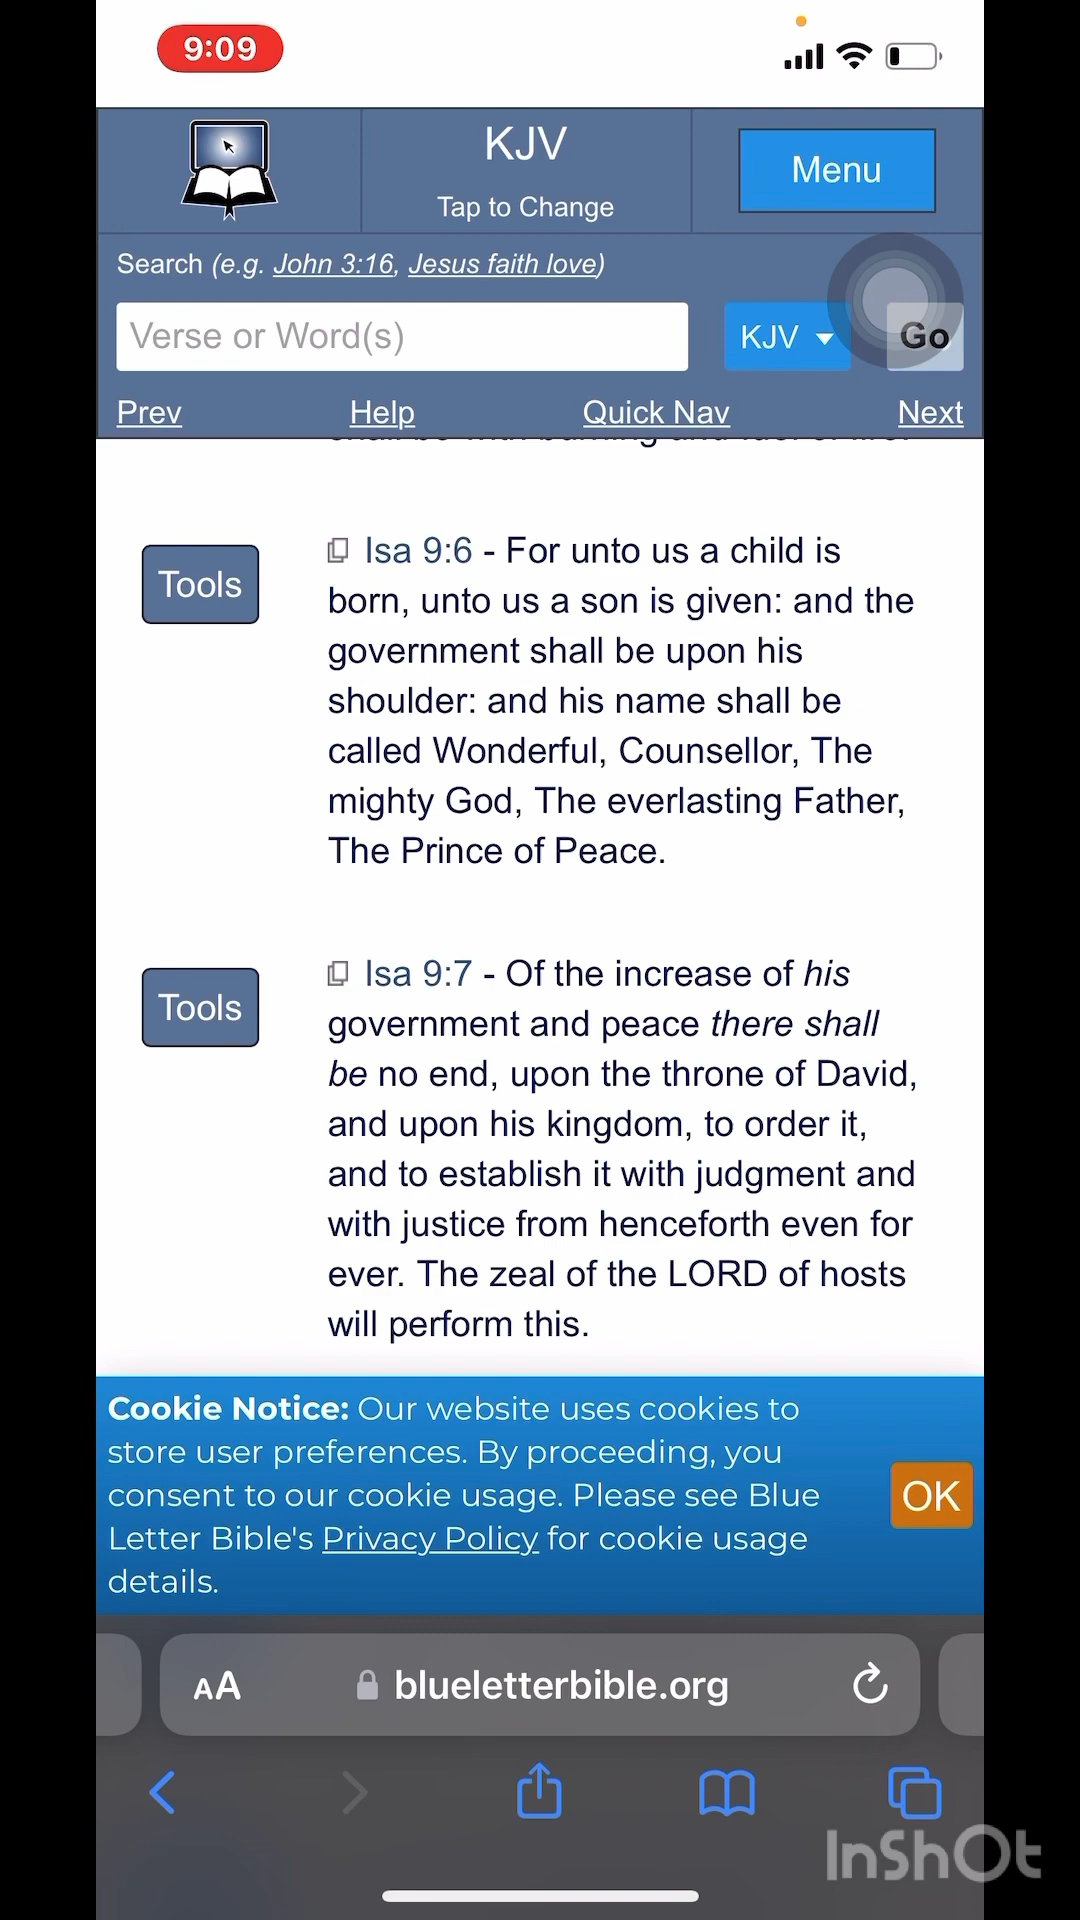 9:09
KJV
Tap to Change
Menu
Search (e.g. John 3:16, Jesus faith love)
Verse or Word(s)
KJV
Go
Prev Help Quick Nav Next
Tools
Isa 9:6 - For unto us a child is
born, unto us a son is given: and the
government shall be upon his
shoulder: and his name shall be
called Wonderful, Counsellor, The
mighty God, The everlasting Father,
The Prince of Peace.
Tools
Isa 9:7 - Of the increase of his
government and peace there shall
be no end, upon the throne of David,
and upon his kingdom, to order it,
and to establish it with judgment and
with justice from henceforth even for
ever. The zeal of the LORD of hosts
will perform this.
Cookie Notice: Our website uses cookies to
store user preferences. By proceeding, you
consent to our cookie usage. Please see Blue
Letter Bible's Privacy Policy for cookie usage
details.
OK
AA
blueletterbible.org
InShOt